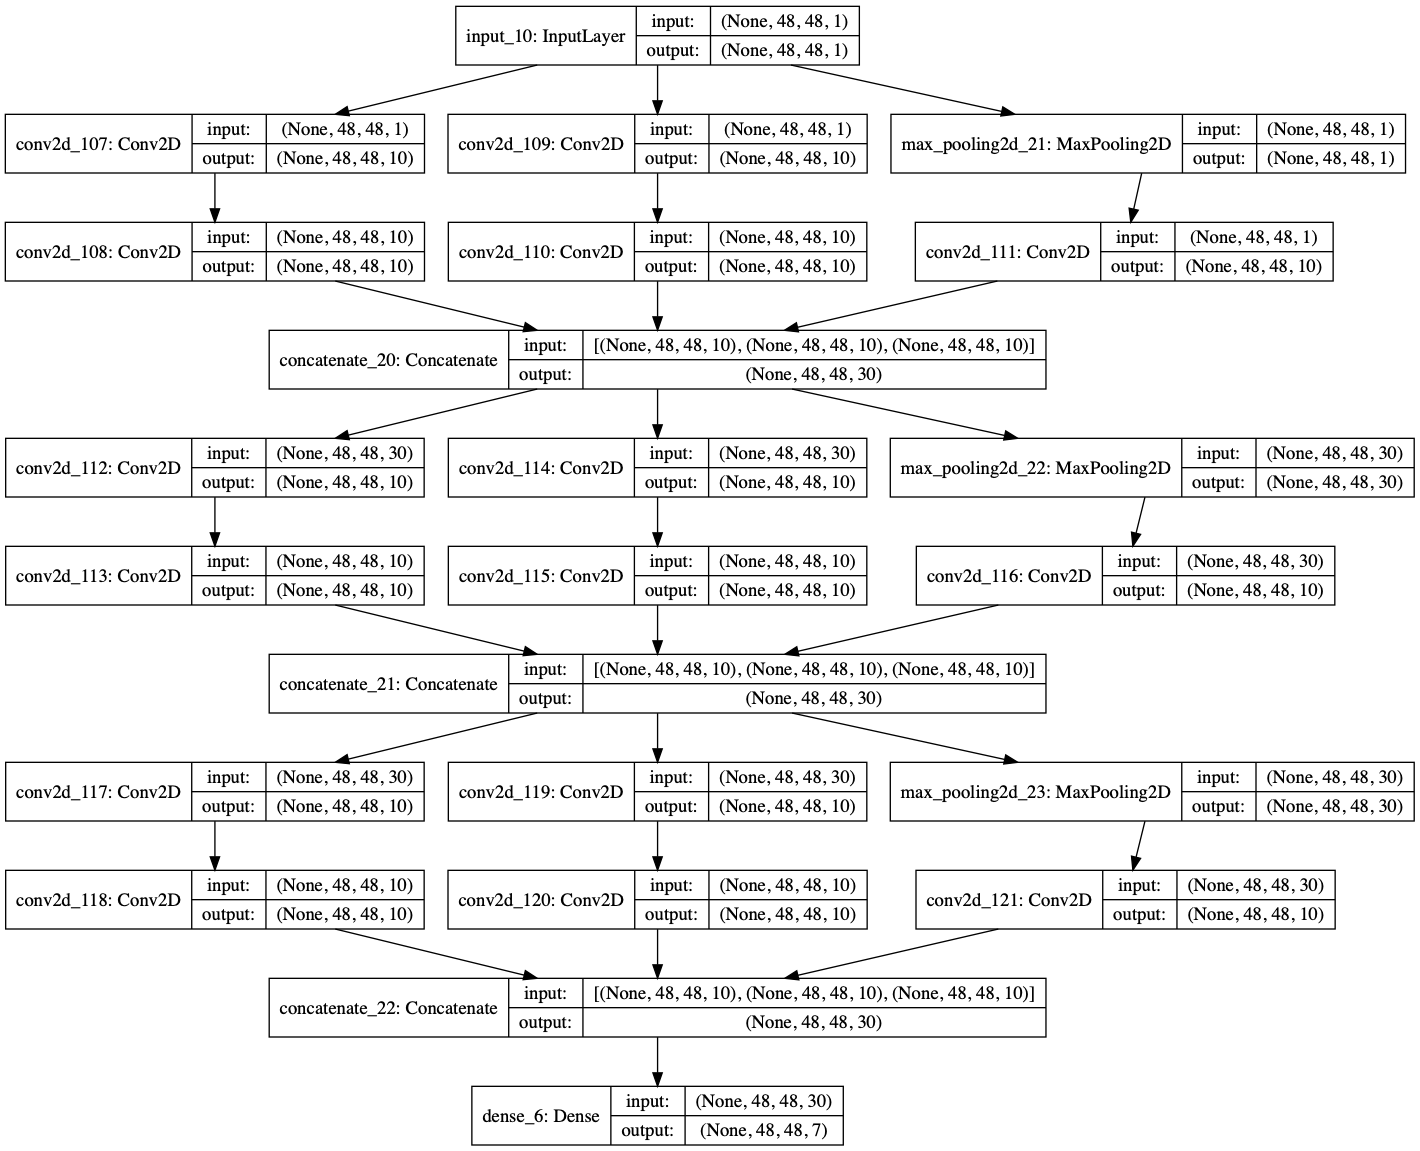 input_10: InputLayer
input: (None, 48, 48, 1)
output: (None, 48, 48, 1)
conv2d_107: Conv2D
input: (None, 48, 48, 1)
output: (None, 48, 48, 10)
conv2d_109: Conv2D
input: (None, 48, 48, 1)
output: (None, 48, 48, 10)
max_pooling2d_21: MaxPooling2D
input: (None, 48, 48, 1)
output: (None, 48, 48, 1)
conv2d_108: Conv2D
input: (None, 48, 48, 10)
output: (None, 48, 48, 10)
conv2d_110: Conv2D
input: (None, 48, 48, 10)
output: (None, 48, 48, 10)
conv2d_111: Conv2D
input: (None, 48, 48, 1)
output: (None, 48, 48, 10)
concatenate_20: Concatenate
input: [(None, 48, 48, 10), (None, 48, 48, 10), (None, 48, 48, 10)]
output: (None, 48, 48, 30)
conv2d_112: Conv2D
input: (None, 48, 48, 30)
output: (None, 48, 48, 10)
conv2d_114: Conv2D
input: (None, 48, 48, 30)
output: (None, 48, 48, 10)
max_pooling2d_22: MaxPooling2D
input: (None, 48, 48, 30)
output: (None, 48, 48, 30)
conv2d_113: Conv2D
input: (None, 48, 48, 10)
output: (None, 48, 48, 10)
conv2d_115: Conv2D
input: (None, 48, 48, 10)
output: (None, 48, 48, 10)
conv2d_116: Conv2D
input: (None, 48, 48, 30)
output: (None, 48, 48, 10)
concatenate_21: Concatenate
input: [(None, 48, 48, 10), (None, 48, 48, 10), (None, 48, 48, 10)]
output: (None, 48, 48, 30)
conv2d_117: Conv2D
input: (None, 48, 48, 30)
output: (None, 48, 48, 10)
conv2d_119: Conv2D
input: (None, 48, 48, 30)
output: (None, 48, 48, 10)
max_pooling2d_23: MaxPooling2D
input: (None, 48, 48, 30)
output: (None, 48, 48, 30)
conv2d_118: Conv2D
input: (None, 48, 48, 10)
output: (None, 48, 48, 10)
conv2d_120: Conv2D
input: (None, 48, 48, 10)
output: (None, 48, 48, 10)
conv2d_121: Conv2D
input: (None, 48, 48, 30)
output: (None, 48, 48, 10)
concatenate_22: Concatenate
input: [(None, 48, 48, 10), (None, 48, 48, 10), (None, 48, 48, 10)]
output: (None, 48, 48, 30)
dense_6: Dense
input: (None, 48, 48, 30)
output: (None, 48, 48, 7)